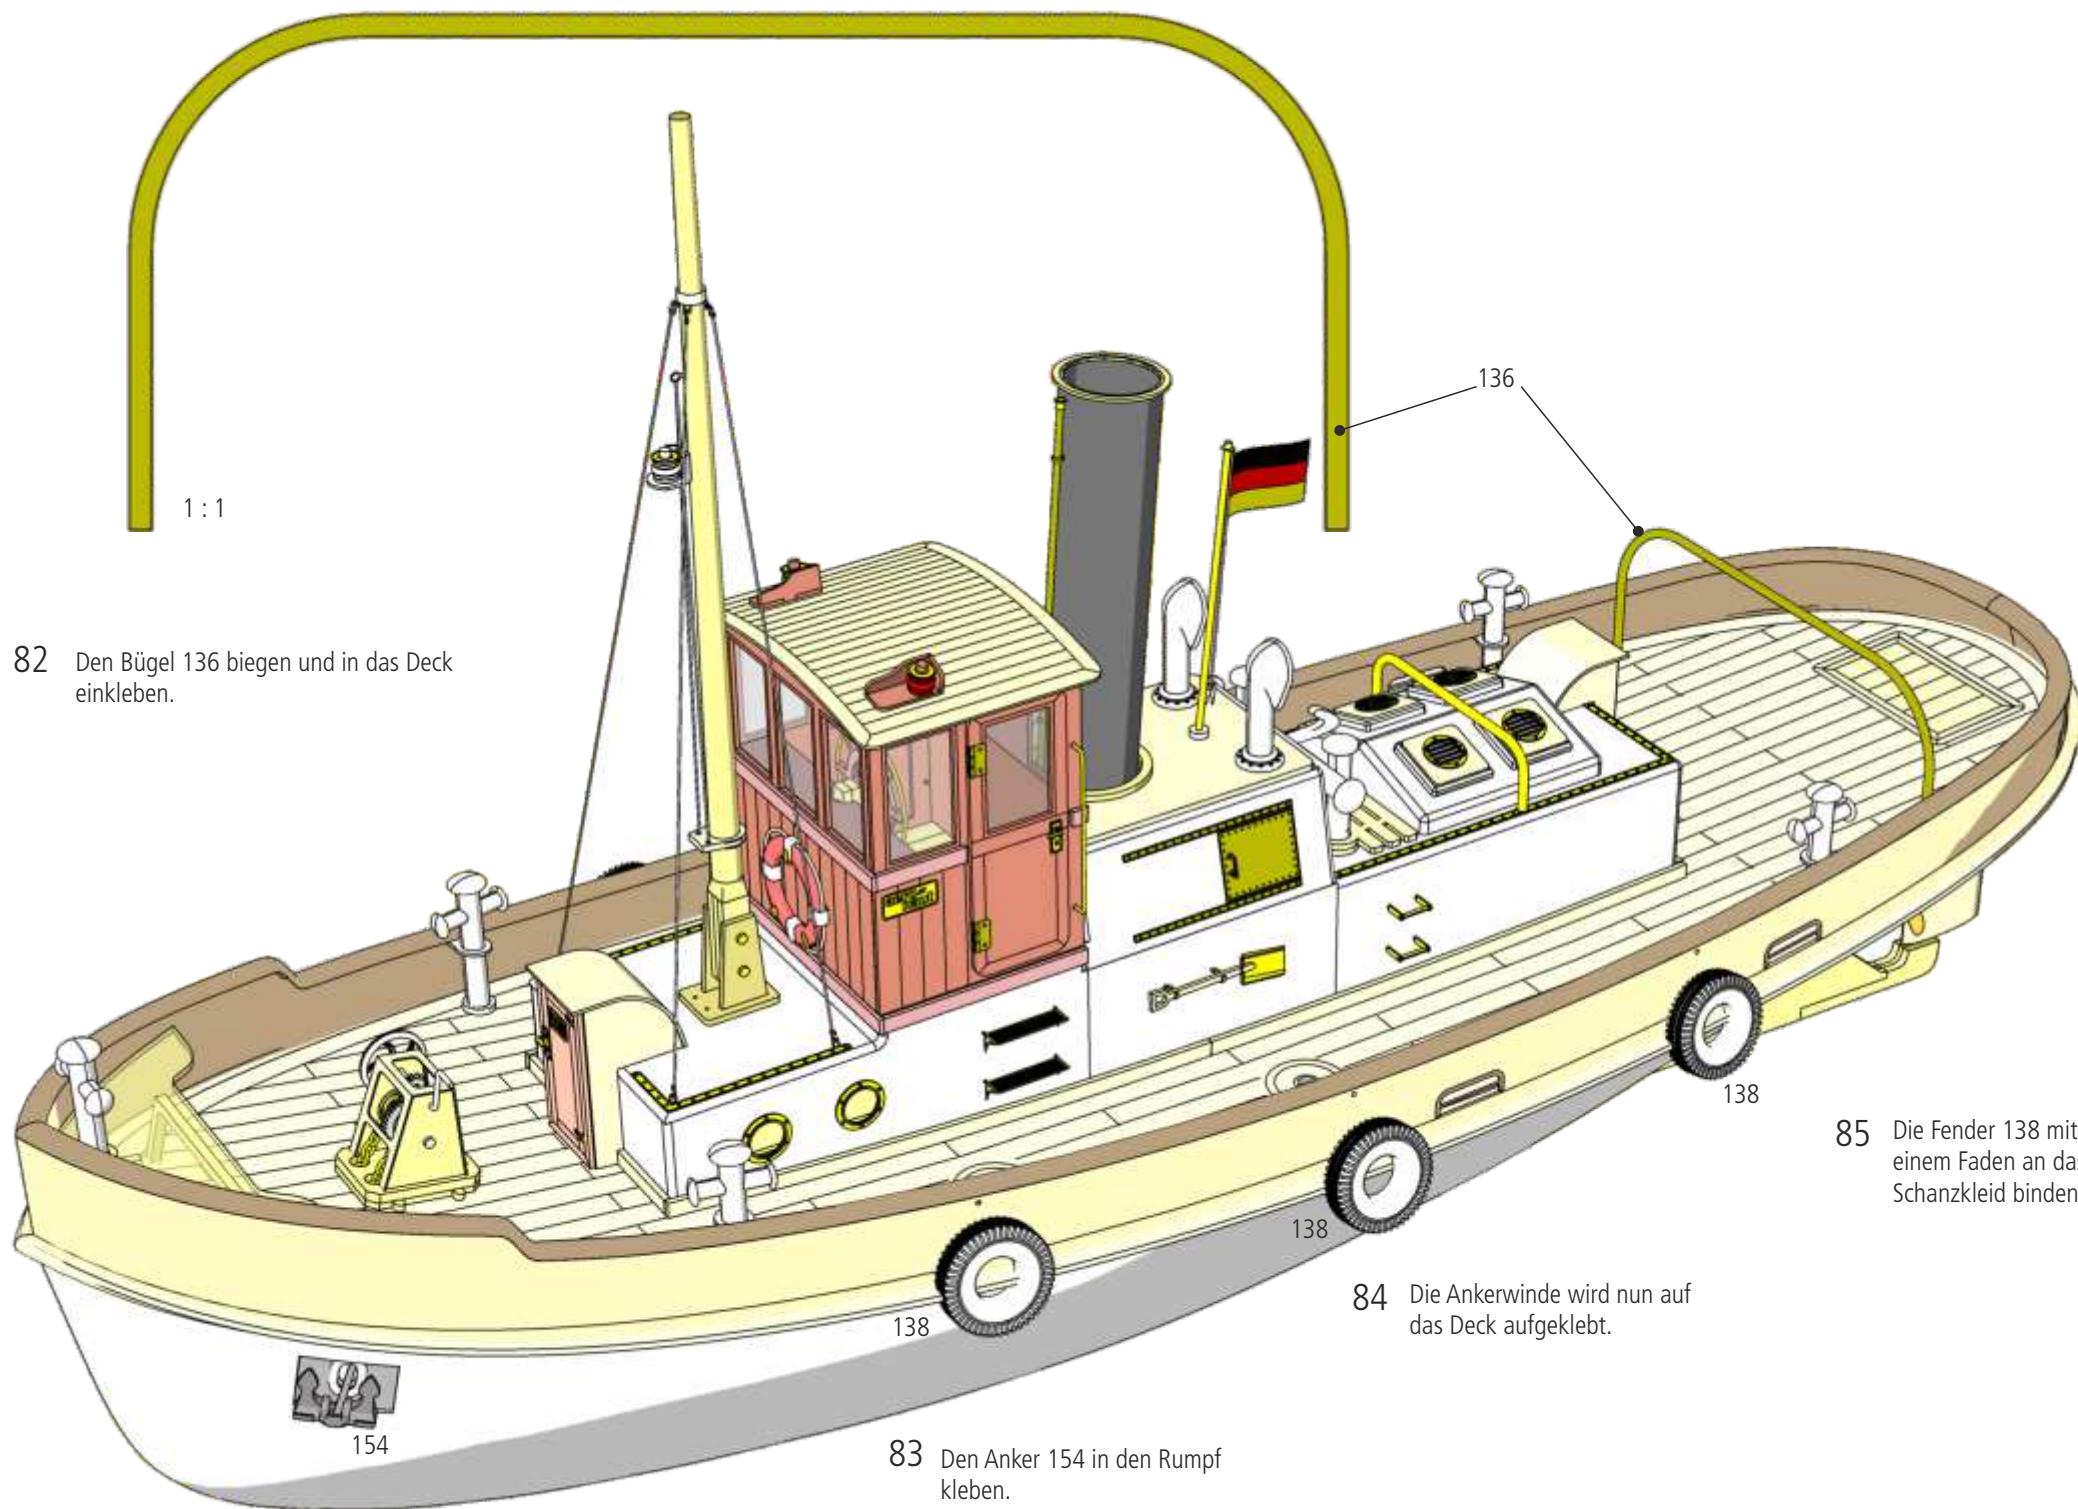 136
1 : 1
82 Den Bügel 136 biegen und in das Deck
einkleben.
138
85 Die Fender 138 mit
einem Faden an
Schanzkleid binden
138
84 Die Ankerwinde wird nun auf
das Deck aufgeklebt.
138
154
83 Den Anker 154 in den Rumpf
kleben.